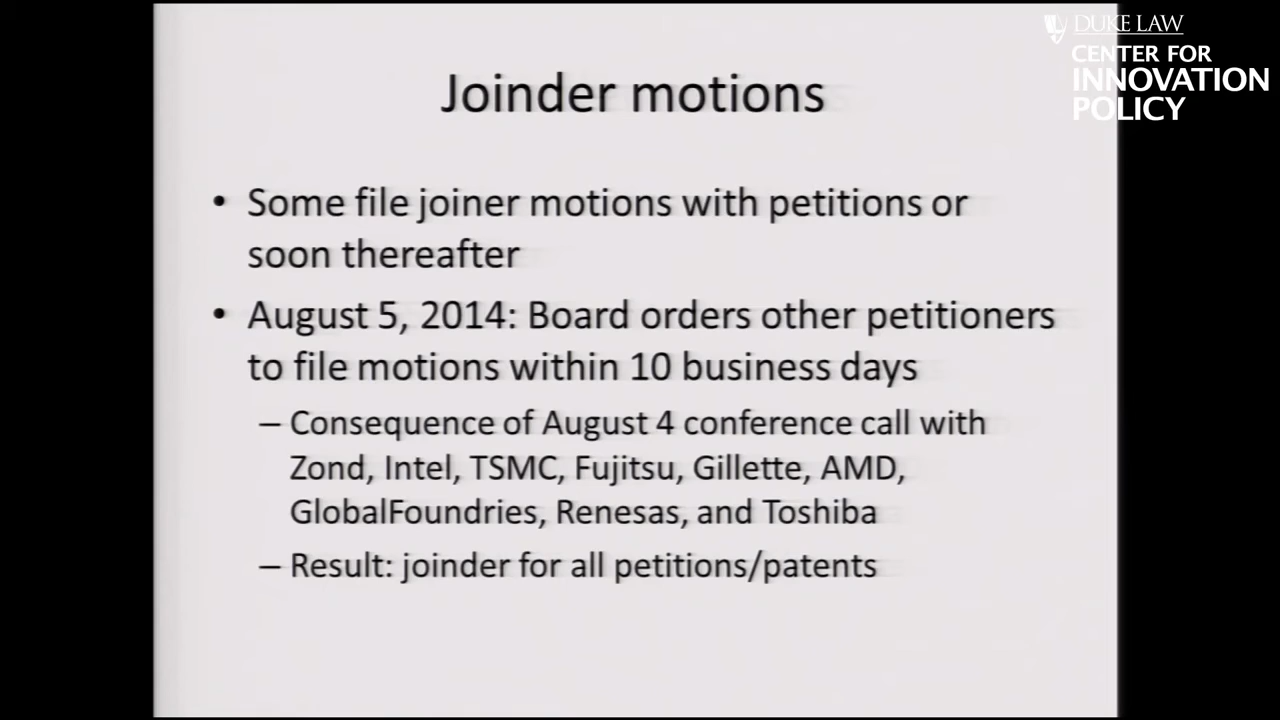 DUKE LAW
CENTER FOR
INNOVATION
POLICY
Joinder motions
• Some file joiner motions with petitions or
soon thereafter
• August 5, 2014: Board orders other petitioners
to file motions within 10 business days
– Consequence of August 4 conference call with
Zond, Intel, TSMC, Fujitsu, Gillette, AMD,
GlobalFoundries, Renesas, and Toshiba
– Result: joinder for all petitions/patents